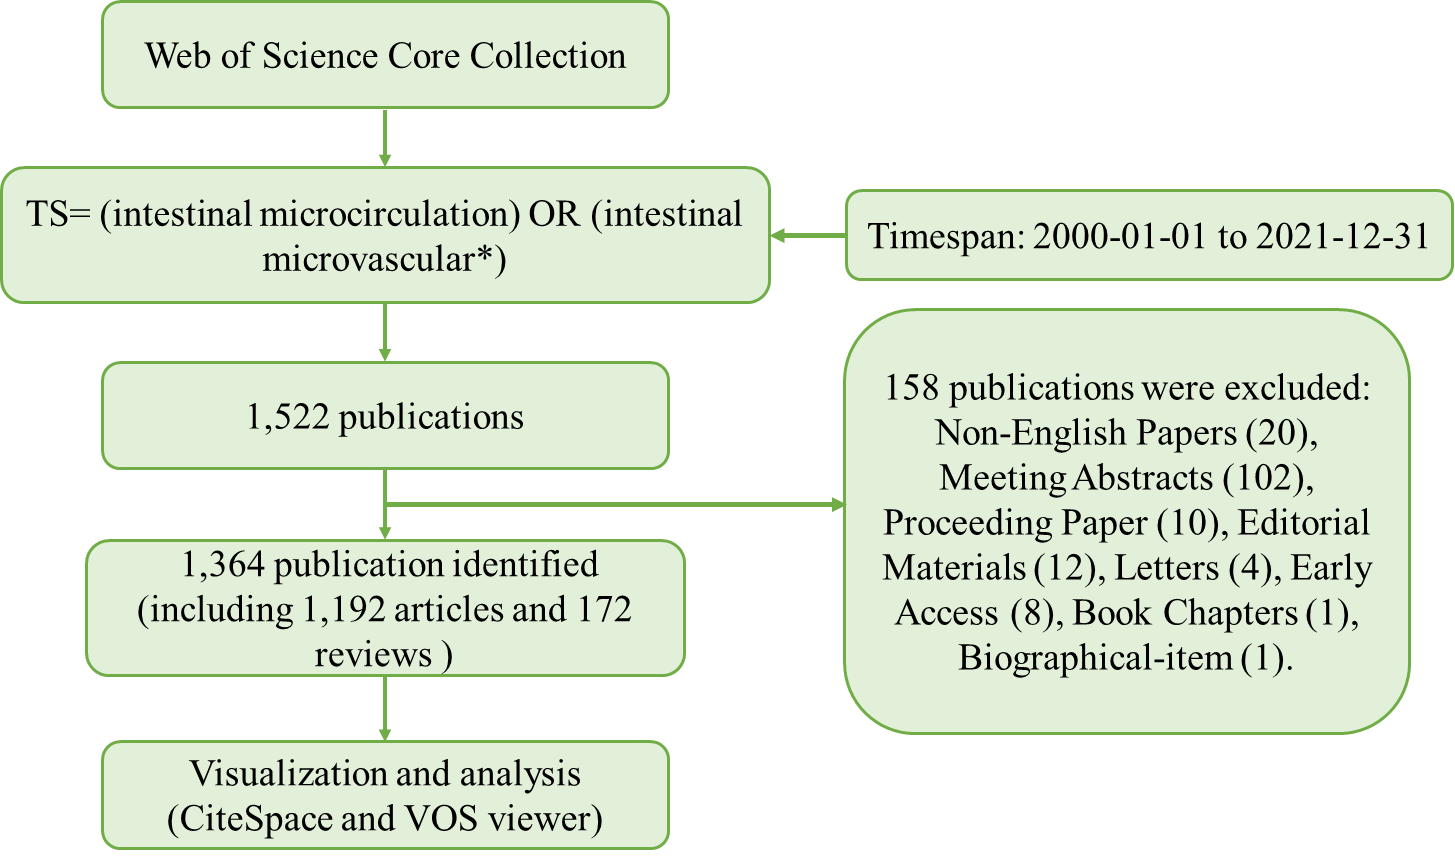 Web of Science Core Collection
TS= (intestinal microcirculation) OR (intestinal
microvascular*)
Timespan: 2000-01-01 to 2021-12-31
1,522 publications
158 publications were excluded:
Non-English Papers (20),
Meeting Abstracts (102),
Proceeding Paper (10), Editorial
Materials (12), Letters (4), Early
Access (8), Book Chapters (1),
Biographical-item (1).
1,364 publication identified
(including 1,192 articles and 172
reviews )
Visualization and analysis
(CiteSpace and VOS viewer)